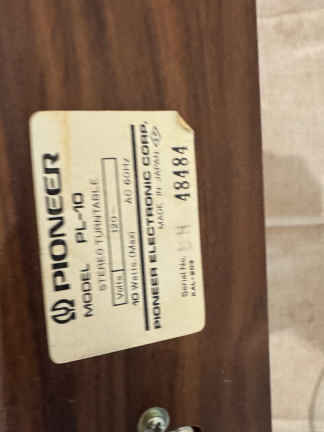 PIONEER
MODEL PL-10
STEREO TURNTABLE
Volts 120 AC 60Hz
10 Watts.(Max)
PIONEER ELECTRONIC CORP.
MADE IN JAPAN
Serial No. 48484